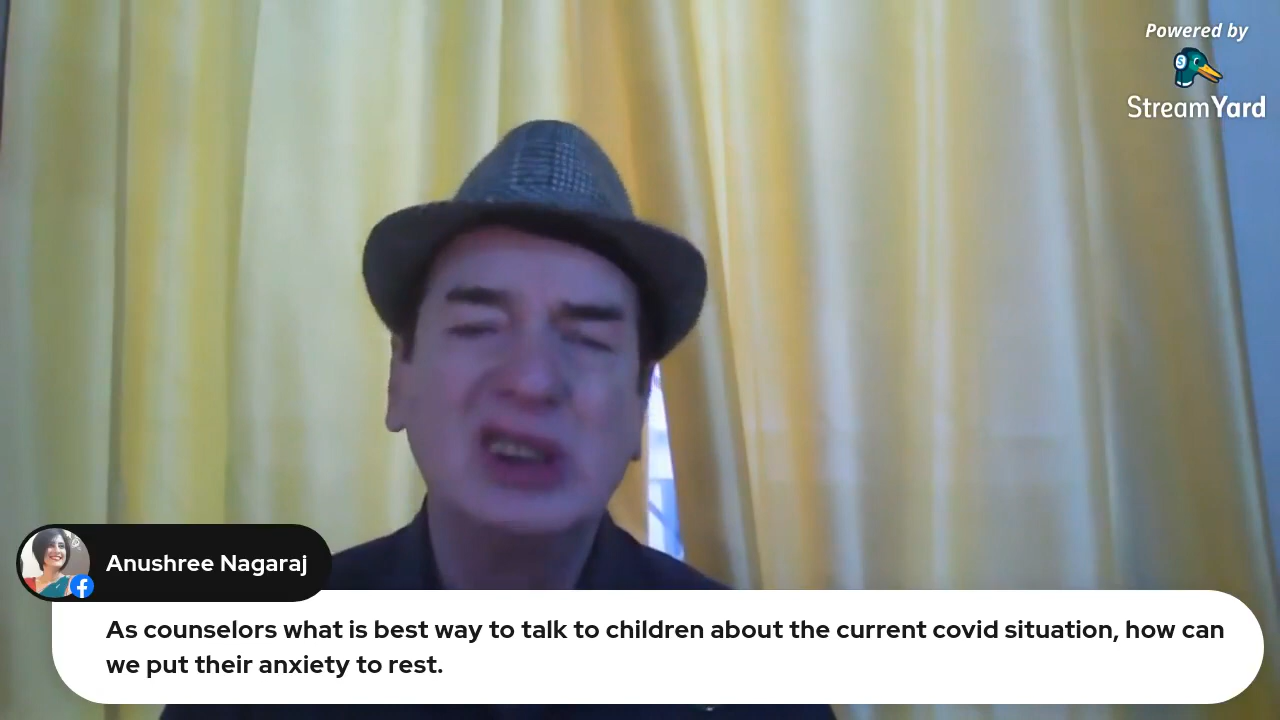 Powered by
StreamYard
Anushree Nagaraj
As counselors what is best way to talk to children about the current covid situation, how can
we put their anxiety to rest.